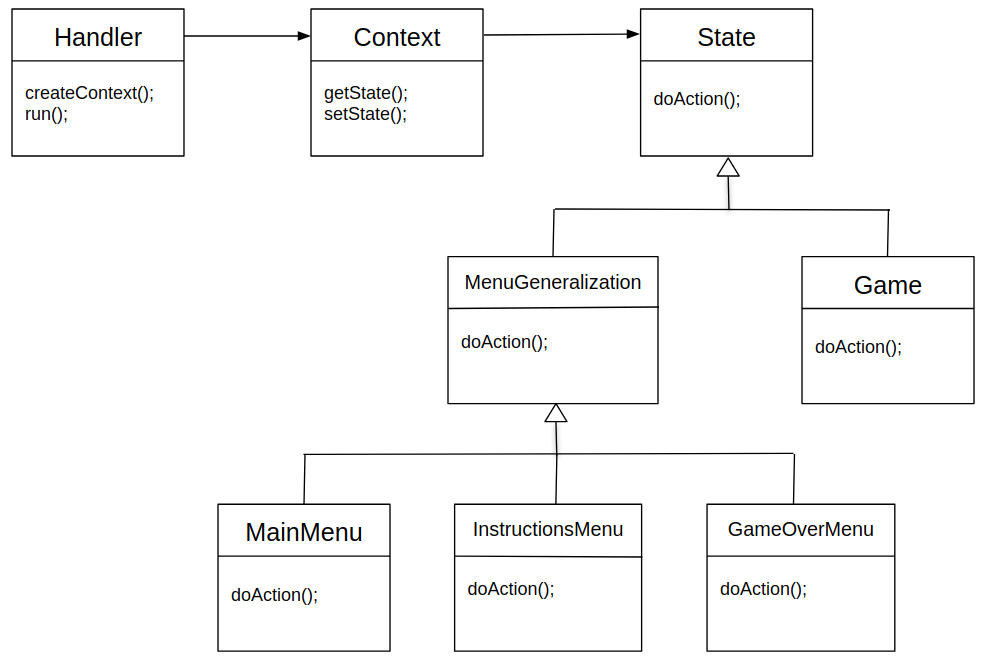 Handler
createContext();
run();
Context
getState();
setState();
State
doAction();
MenuGeneralization
doAction();
Game
doAction();
MainMenu
doAction();
InstructionsMenu
doAction();
GameOverMenu
doAction();